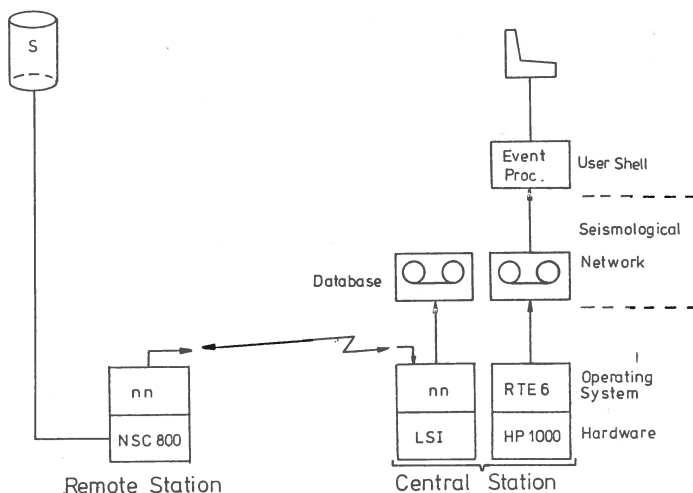 S
Event
Proc.
User Shell
Seismological
Network
Database
nn
NSC 800
nn
LSI
RTE 6
HP 1000
Operating
System
Hardware
Remote Station
Central Station